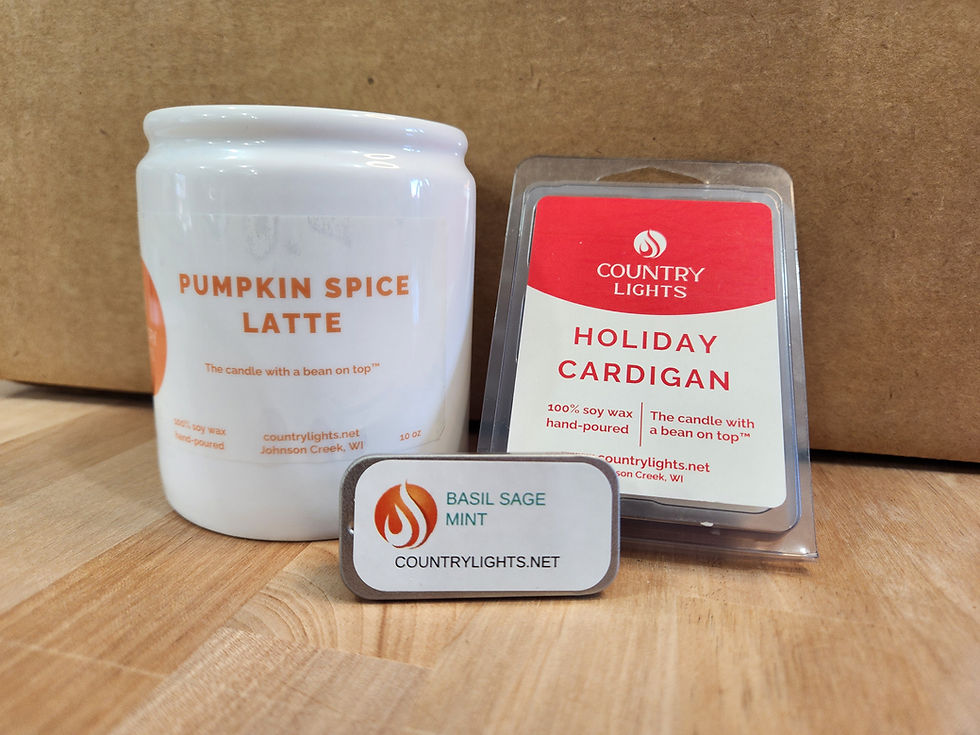 PUMPKIN SPICE
LATTE
The candle with a bean on top™
100% soy wax
hand-poured
countrylights.net
Johnson Creek, WI
10 oz
COUNTRY
LIGHTS
HOLIDAY
CARDIGAN
100% soy wax
hand-poured
The candle with
a bean on top™
countrylights.net
Creek, WI
BASIL SAGE
MINT
COUNTRYLIGHTS.NET